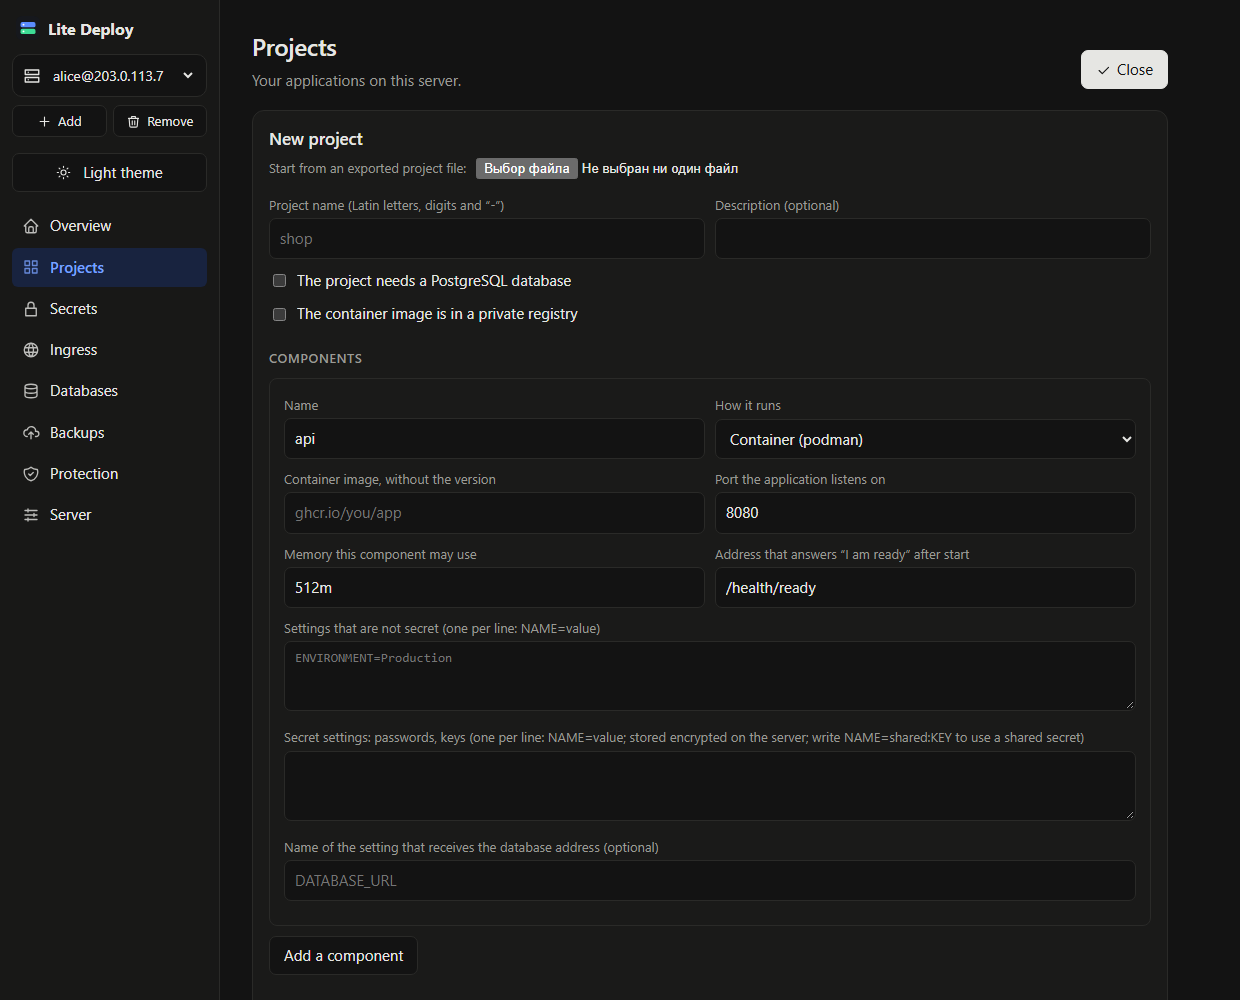 Lite Deploy
alice@203.0.113.7
Add
Remove
Light theme
Overview
Projects
Secrets
Ingress
Databases
Backups
Protection
Server
Projects
Your applications on this server.
Close
New project
Start from an exported project file: Выбор файла Не выбран ни один файл
Project name (Latin letters, digits and “-”)
shop
Description (optional)
The project needs a PostgreSQL database
The container image is in a private registry
COMPONENTS
Name
api
How it runs
Container (podman)
Container image, without the version
ghcr.io/you/app
Port the application listens on
8080
Memory this component may use
512m
Address that answers “I am ready” after start
/health/ready
Settings that are not secret (one per line: NAME=value)
ENVIRONMENT=Production
Secret settings: passwords, keys (one per line: NAME=value; stored encrypted on the server; write NAME=shared:KEY to use a shared secret)
Name of the setting that receives the database address (optional)
DATABASE_URL
Add a component